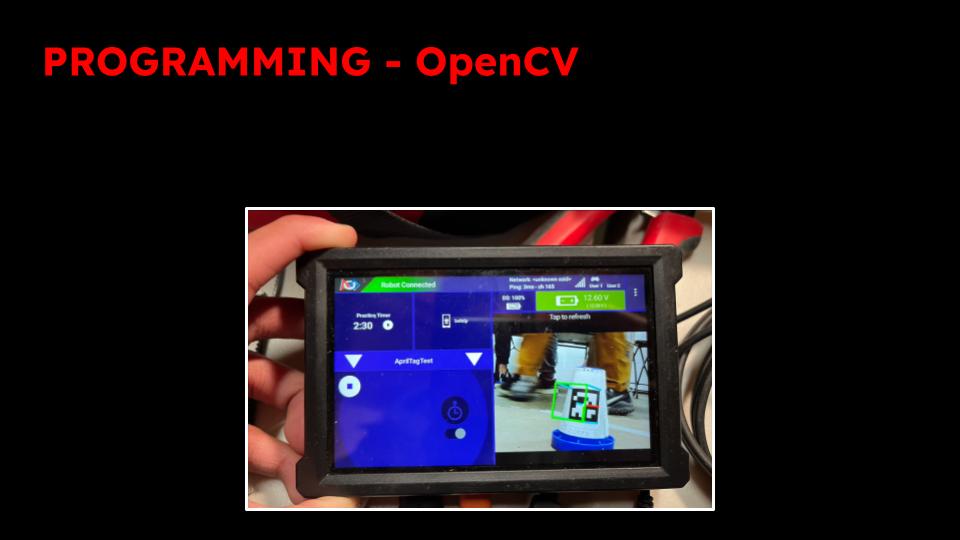 PROGRAMMING - OpenCV
Robot Connected
Network: <unknown ssid>
Ping: 3ms - ch 165
User 1 User 2
Practice Timer
2:30
Setup
DS: 100%
12.60 V
Tap to refresh
AprilTagTest